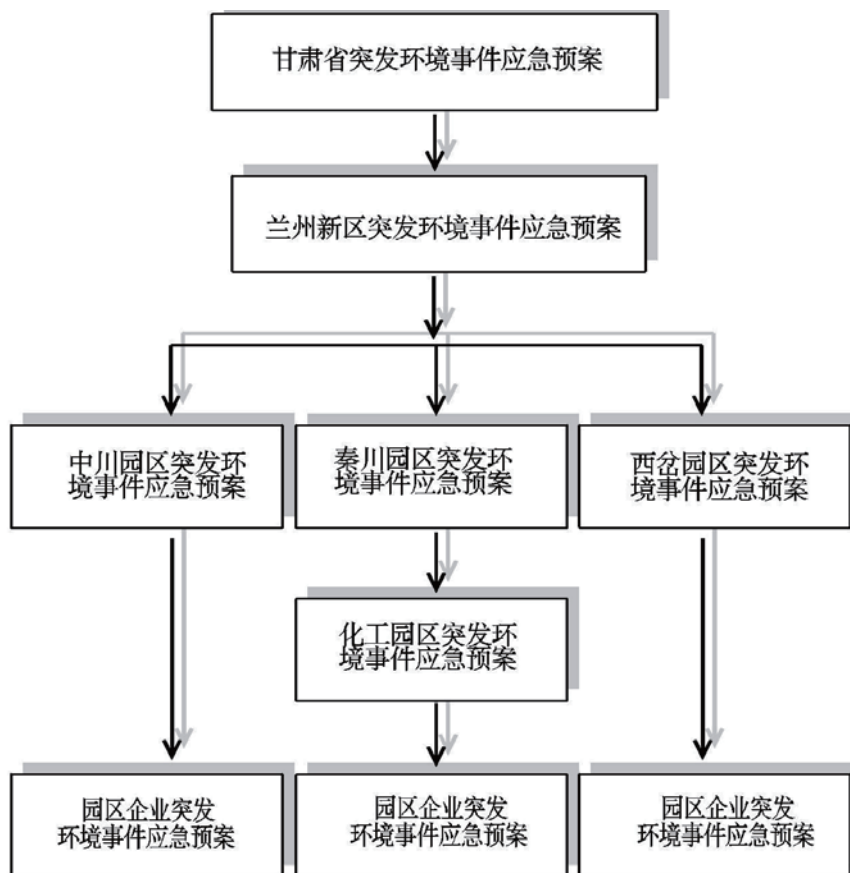 甘肃省突发环境事件应急预案
兰州新区突发环境事件应急预案
中川园区突发环
境事件应急预案
秦川园区突发环
境事件应急预案
西岔园区突发环
境事件应急预案
化工园区突发环
境事件应急预案
园区企业突发
环境事件应急预案
园区企业突发
环境事件应急预案
园区企业突发
环境事件应急预案